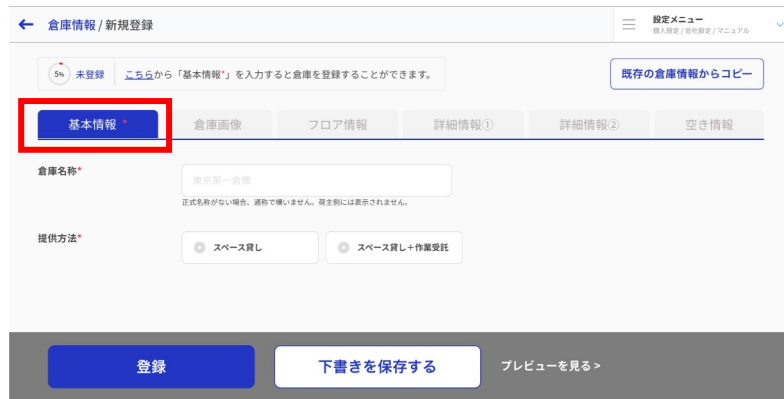 ← 倉庫情報 / 新規登録
設定メニュー
個人設定 / 会社設定 / マニュアル
5% 未登録 こちらから「基本情報*」を入力すると倉庫を登録することができます。
既存の倉庫情報からコピー
基本情報 * 倉庫画像 フロア情報 詳細情報① 詳細情報② 空き情報
倉庫名称*
東京第一倉庫
正式名称がない場合、通称で構いません。荷主側には表示されません。
提供方法*
スペース貸し スペース貸し+作業受託
登録 下書きを保存する プレビューを見る >